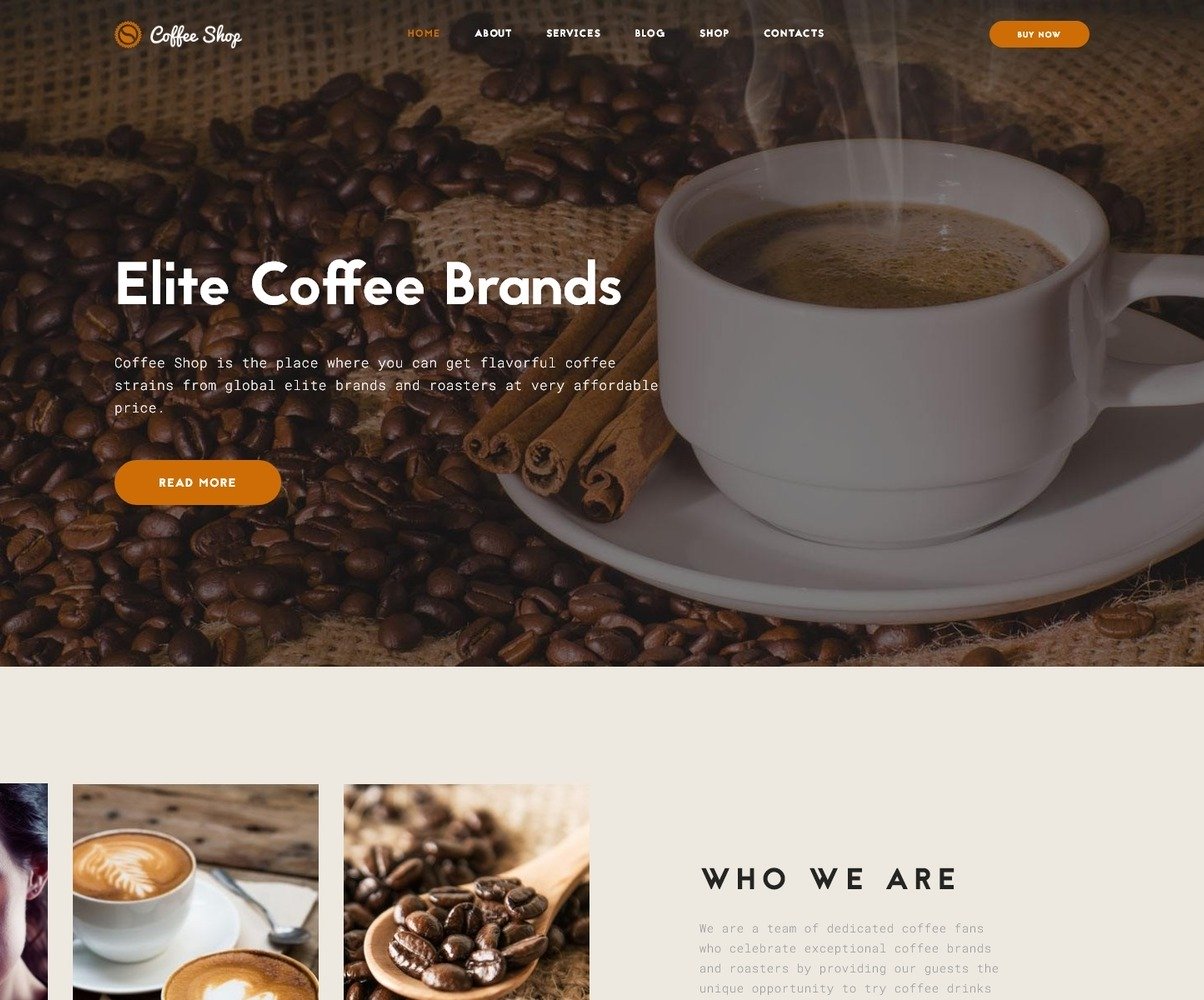 Coffee Shop
HOME ABOUT SERVICES BLOG SHOP CONTACTS
BUY NOW
Elite Coffee Brands
Coffee Shop is the place where you can get flavorful coffee
strains from global elite brands and roasters at very affordable
price.
READ MORE
WHO WE ARE
We are a team of dedicated coffee fans
who celebrate exceptional coffee brands
and roasters by providing our guests the
unique opportunity to try coffee drinks